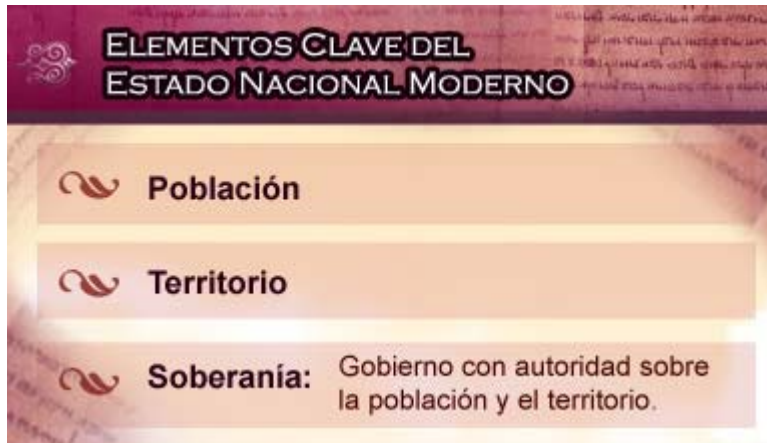 Elementos Clave del
Estado Nacional Moderno
Población
Territorio
Soberanía: Gobierno con autoridad sobre
la población y el territorio.